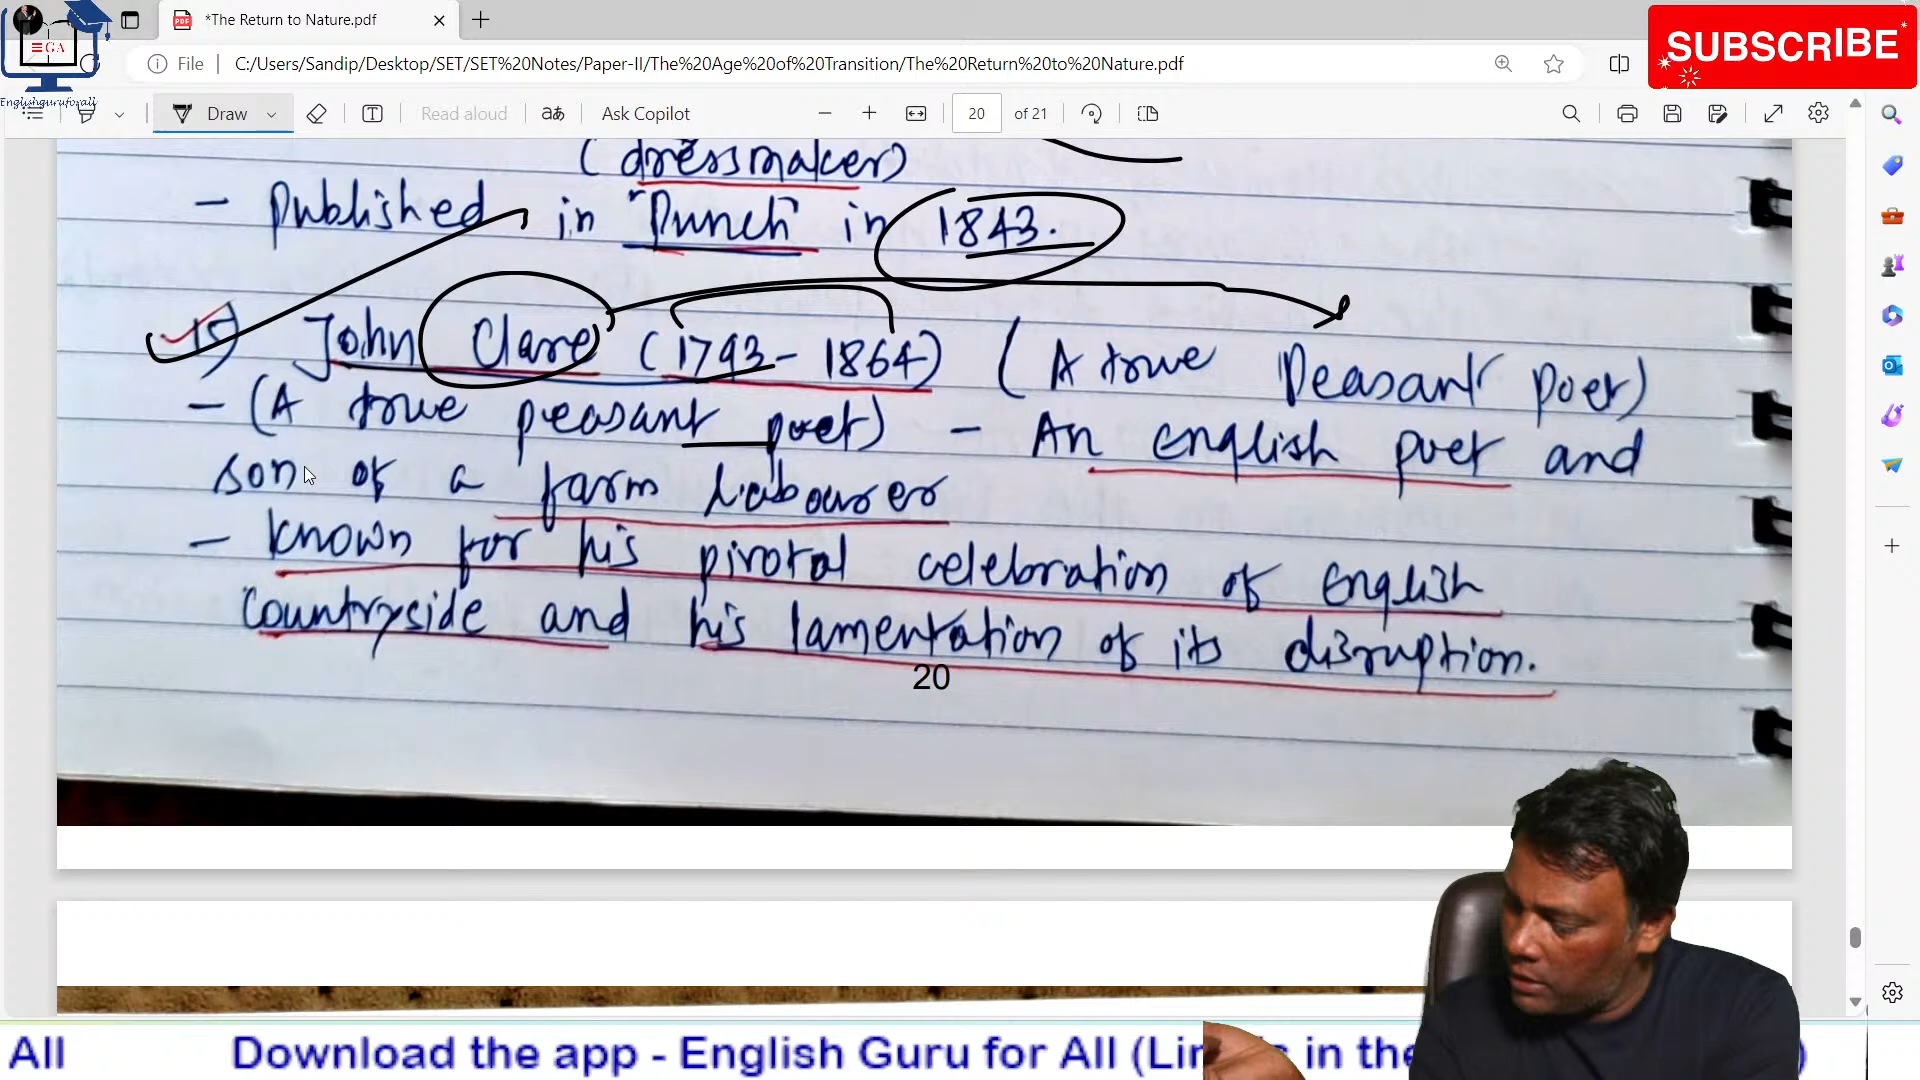 *The Return to Nature.pdf
SUBSCRIBE
EGA
Englishguruforall
File
C:/Users/Sandip/Desktop/SET/SET%20Notes/Paper-II/The%20Age%20of%20Transition/The%20Return%20to%20Nature.pdf
Draw
Read aloud
Ask Copilot
20
of 21
(dressmaker)
- Published in "Punch" in 1843.
15) John Clare (1793 - 1864) (A true Peasant poet)
- (A true peasant poet) - An english poet and
son of a farm labourer
- known for his pivotal celebration of English
countryside and his lamentation of its disruption.
20
All Download the app - English Guru for All (Lin
s in the